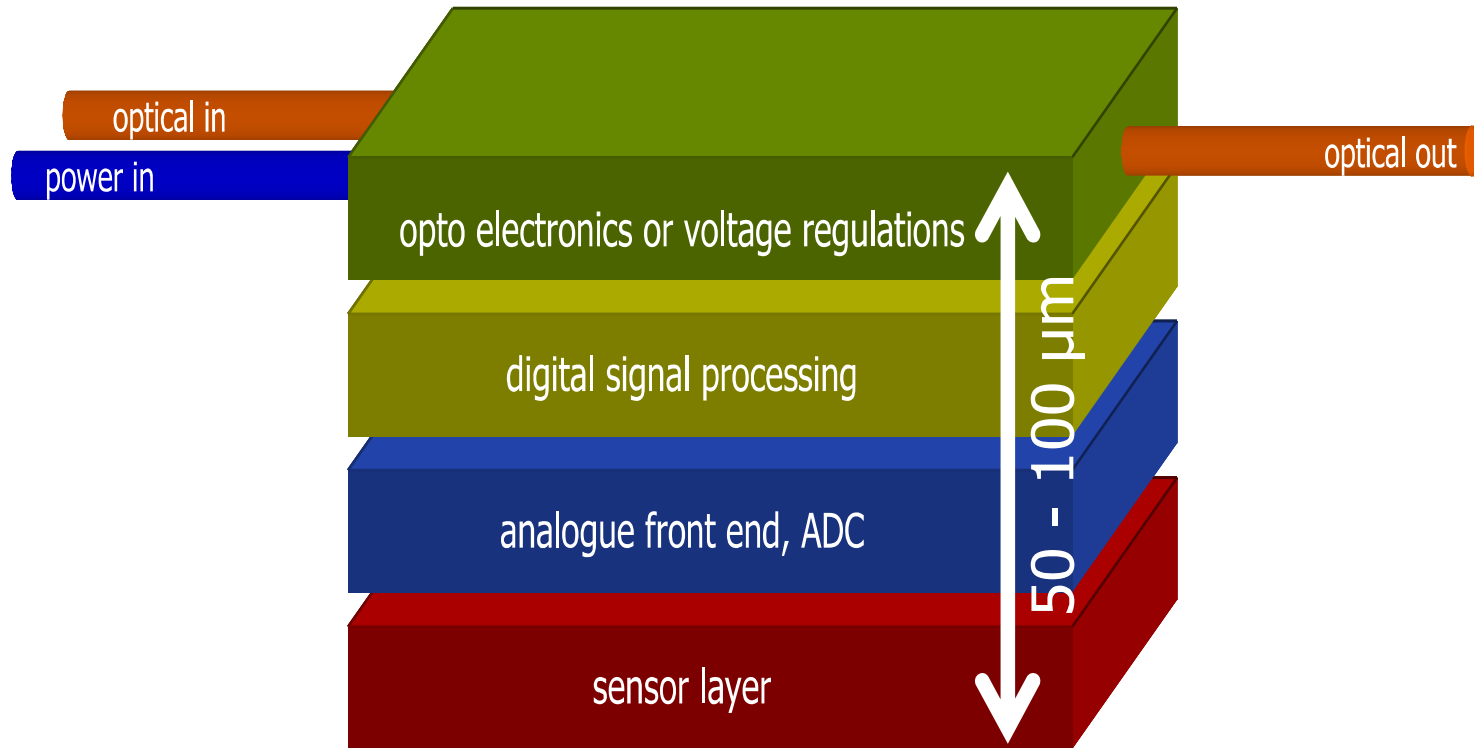 optical in
power in
optical out
opto electronics or voltage regulations
digital signal processing
analogue front end, ADC
sensor layer
50 - 100 µm